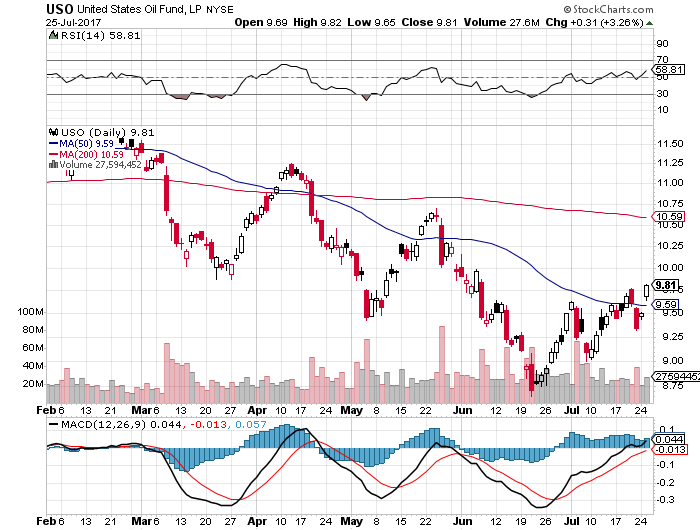 USO United States Oil Fund, LP NYSE © StockCharts.com
25-Jul-2017 Open 9.69 High 9.82 Low 9.65 Close 9.81 Volume 27.6M Chg +0.31 (+3.26%)
RSI(14) 58.81
90
70
58.81
50
30
10
USO (Daily) 9.81
MA(50) 9.59
MA(200) 10.59
Volume 27,594,452
11.50
11.25
11.00
10.75
10.59
10.50
10.25
10.00
9.81
9.75
9.59
9.50
9.25
9.00
27594452
8.75
100M
80M
60M
40M
20M
Feb 6 13 21 Mar 13 20 27 Apr 10 17 24 May 8 15 22 Jun 12 19 26 Jul 10 17 24
MACD(12,26,9) 0.044, -0.013, 0.057
0.1
0.044
-0.013
-0.1
-0.2
-0.3
Feb 6 13 21 Mar 13 20 27 Apr 10 17 24 May 8 15 22 Jun 12 19 26 Jul 10 17 24